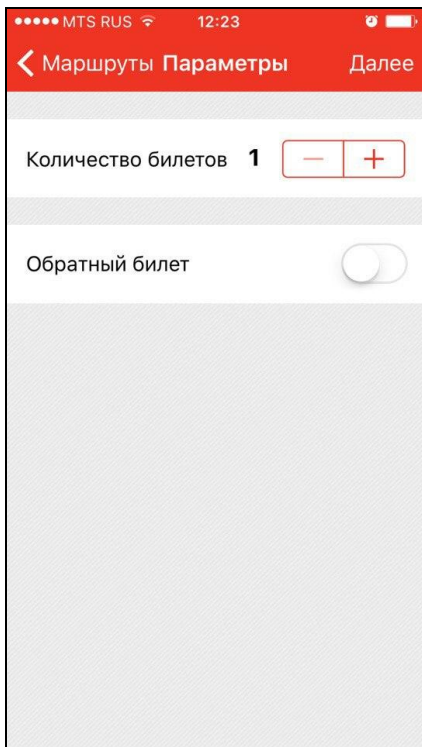 MTS RUS 12:23
Маршруты Параметры Далее
Количество билетов 1 − +
Обратный билет